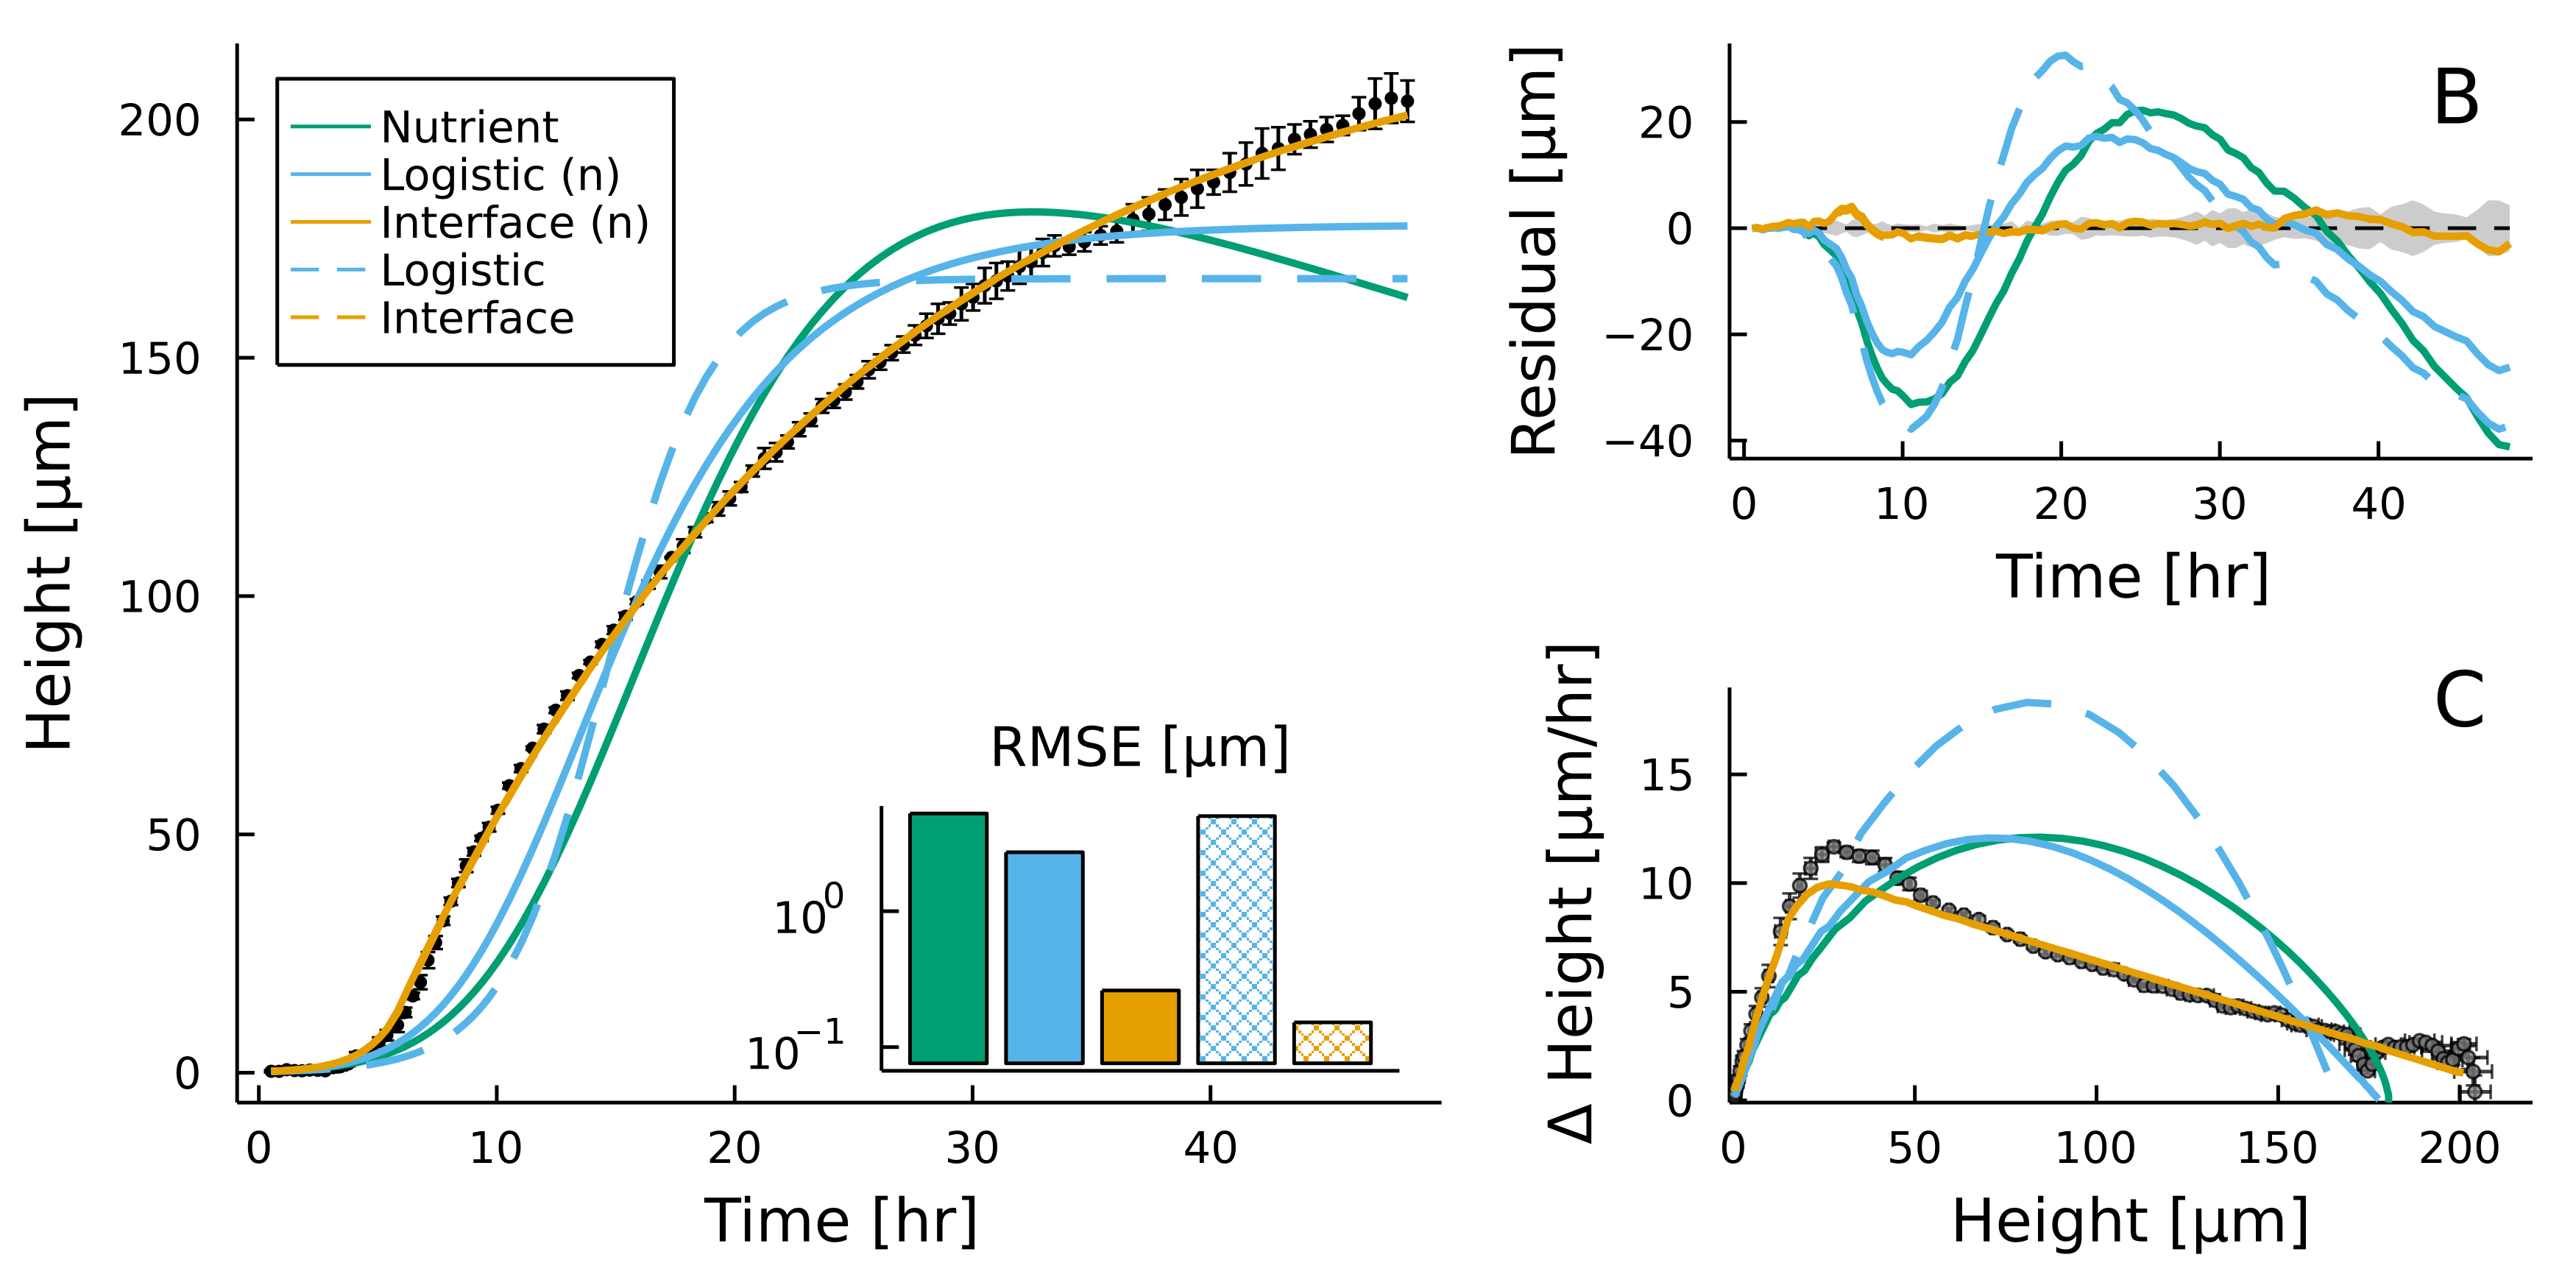 Height [µm]
200
150
100
50
0
Nutrient
Logistic (n)
Interface (n)
Logistic
Interface
RMSE [µm]
10⁰
10⁻¹
0 10 20 30 40
Time [hr]
B
Residual [µm]
20
0
−20
−40
0 10 20 30 40
Time [hr]
C
Δ Height [µm/hr]
15
10
5
0
0 50 100 150 200
Height [µm]